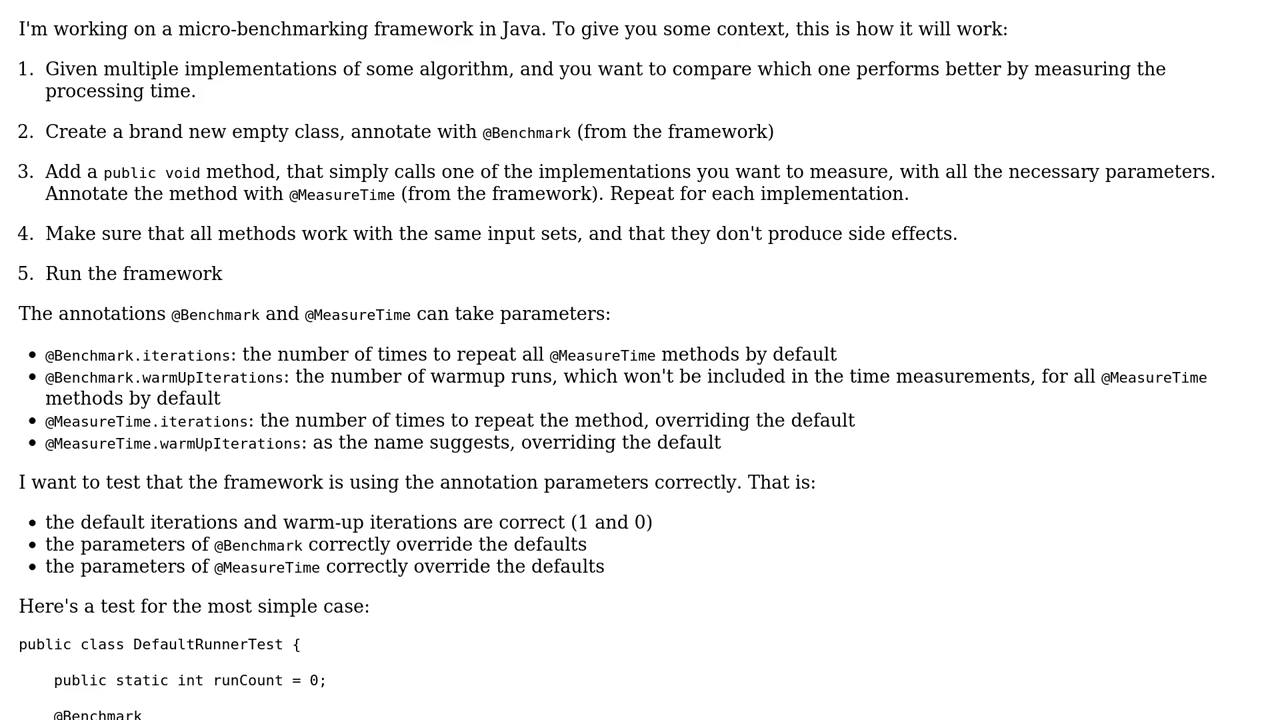 I'm working on a micro-benchmarking framework in Java. To give you some context, this is how it will work:
1. Given multiple implementations of some algorithm, and you want to compare which one performs better by measuring the
processing time.
2. Create a brand new empty class, annotate with @Benchmark (from the framework)
3. Add a public void method, that simply calls one of the implementations you want to measure, with all the necessary parameters.
Annotate the method with @MeasureTime (from the framework). Repeat for each implementation.
4. Make sure that all methods work with the same input sets, and that they don't produce side effects.
5. Run the framework
The annotations @Benchmark and @MeasureTime can take parameters:
• @Benchmark.iterations: the number of times to repeat all @MeasureTime methods by default
• @Benchmark.warmUpIterations: the number of warmup runs, which won't be included in the time measurements, for all @MeasureTime
methods by default
• @MeasureTime.iterations: the number of times to repeat the method, overriding the default
• @MeasureTime.warmUpIterations: as the name suggests, overriding the default
I want to test that the framework is using the annotation parameters correctly. That is:
• the default iterations and warm-up iterations are correct (1 and 0)
• the parameters of @Benchmark correctly override the defaults
• the parameters of @MeasureTime correctly override the defaults
Here's a test for the most simple case:
public class DefaultRunnerTest {
public static int runCount = 0;
@Benchmark